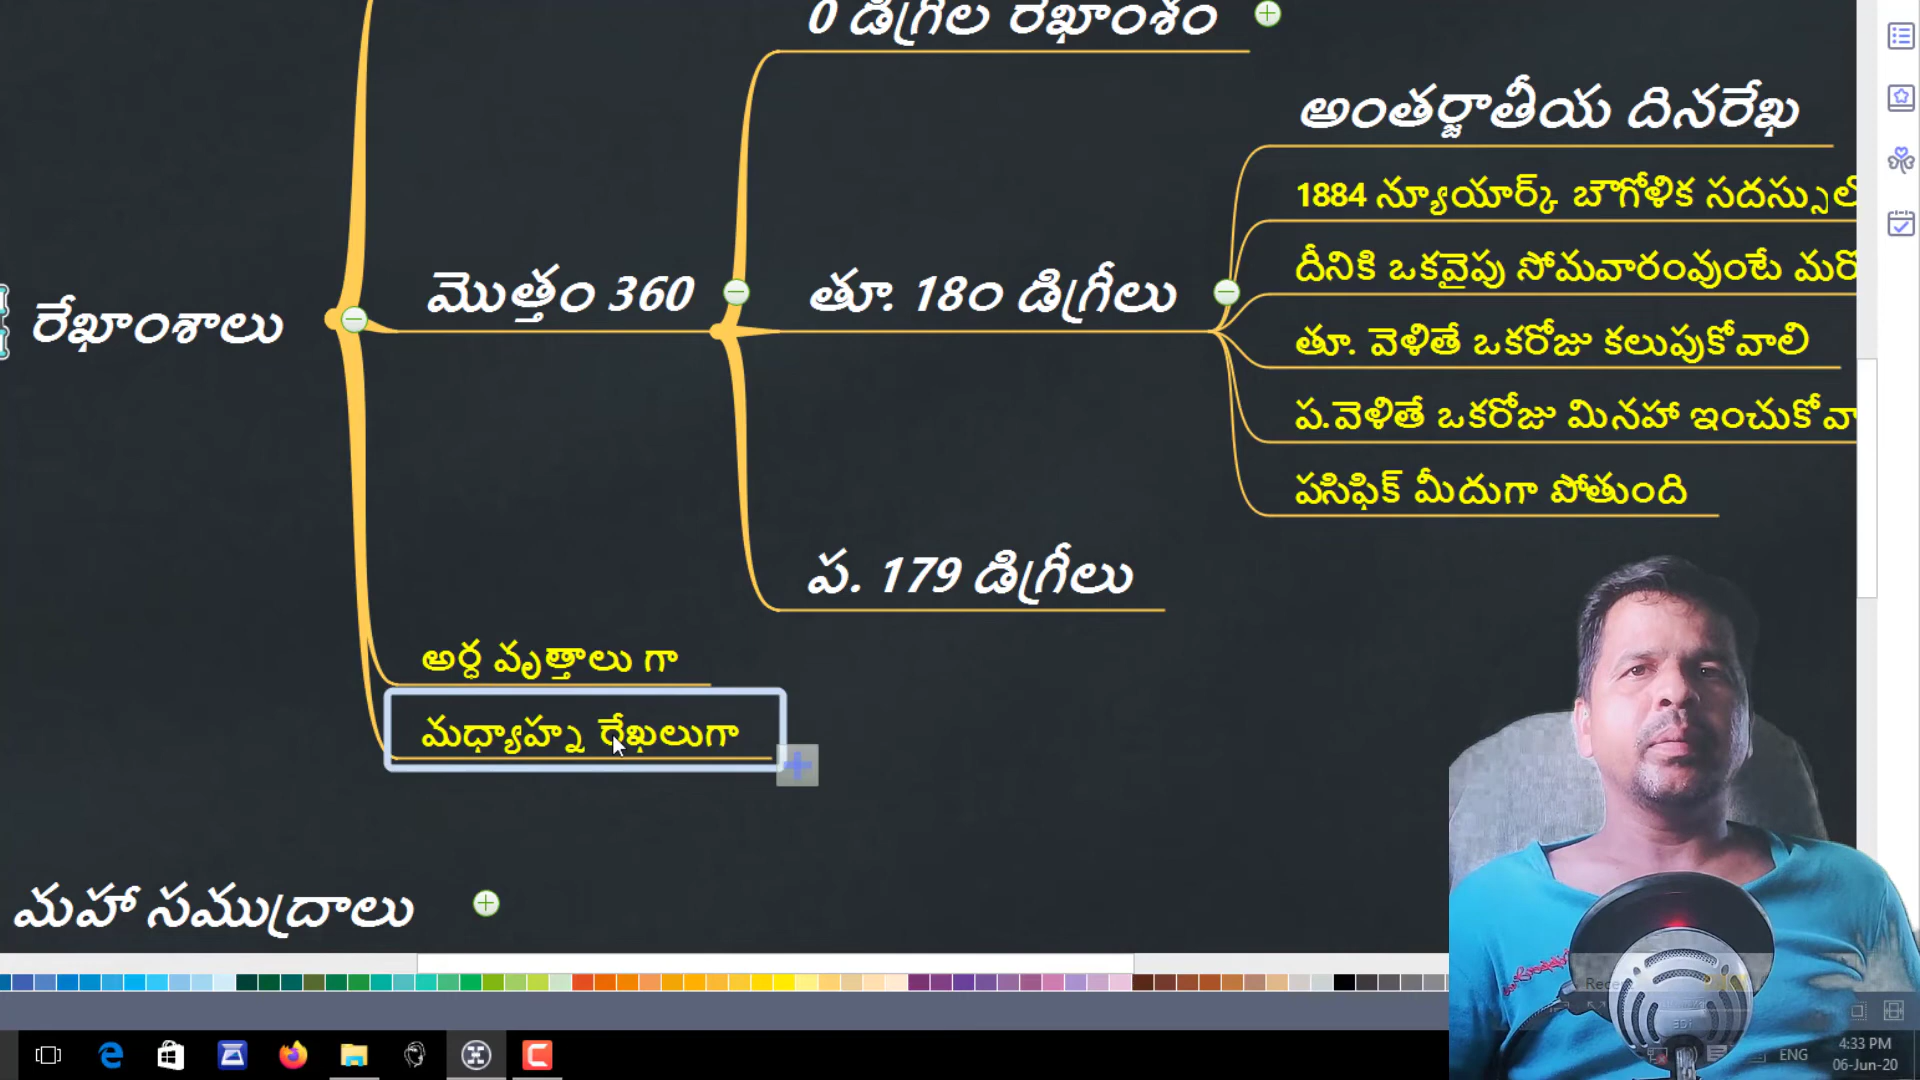 0 డిగ్రీల రేఖాంశం
అంతర్జాతీయ దినరేఖ
1884 న్యూయార్క్ బౌగోళిక సదస్సులో
దీనికి ఒకవైపు సోమవారంవుంటే
మొత్తం 360
తూ. 18౦ డిగ్రీలు
రేఖాంశాలు
తూ. వెళితే ఒకరోజు కలుపుకోవాలి
ప.వెళితే ఒకరోజు మినహా
పసిఫిక్ మీదుగా పోతుంది
ప. 179 డిగ్రీలు
అర్ధ వృత్తాలు గా
మధ్యాహ్న రేఖలుగా
మహా సముద్రాలు
ENG
4:33 PM
06-Jun-20